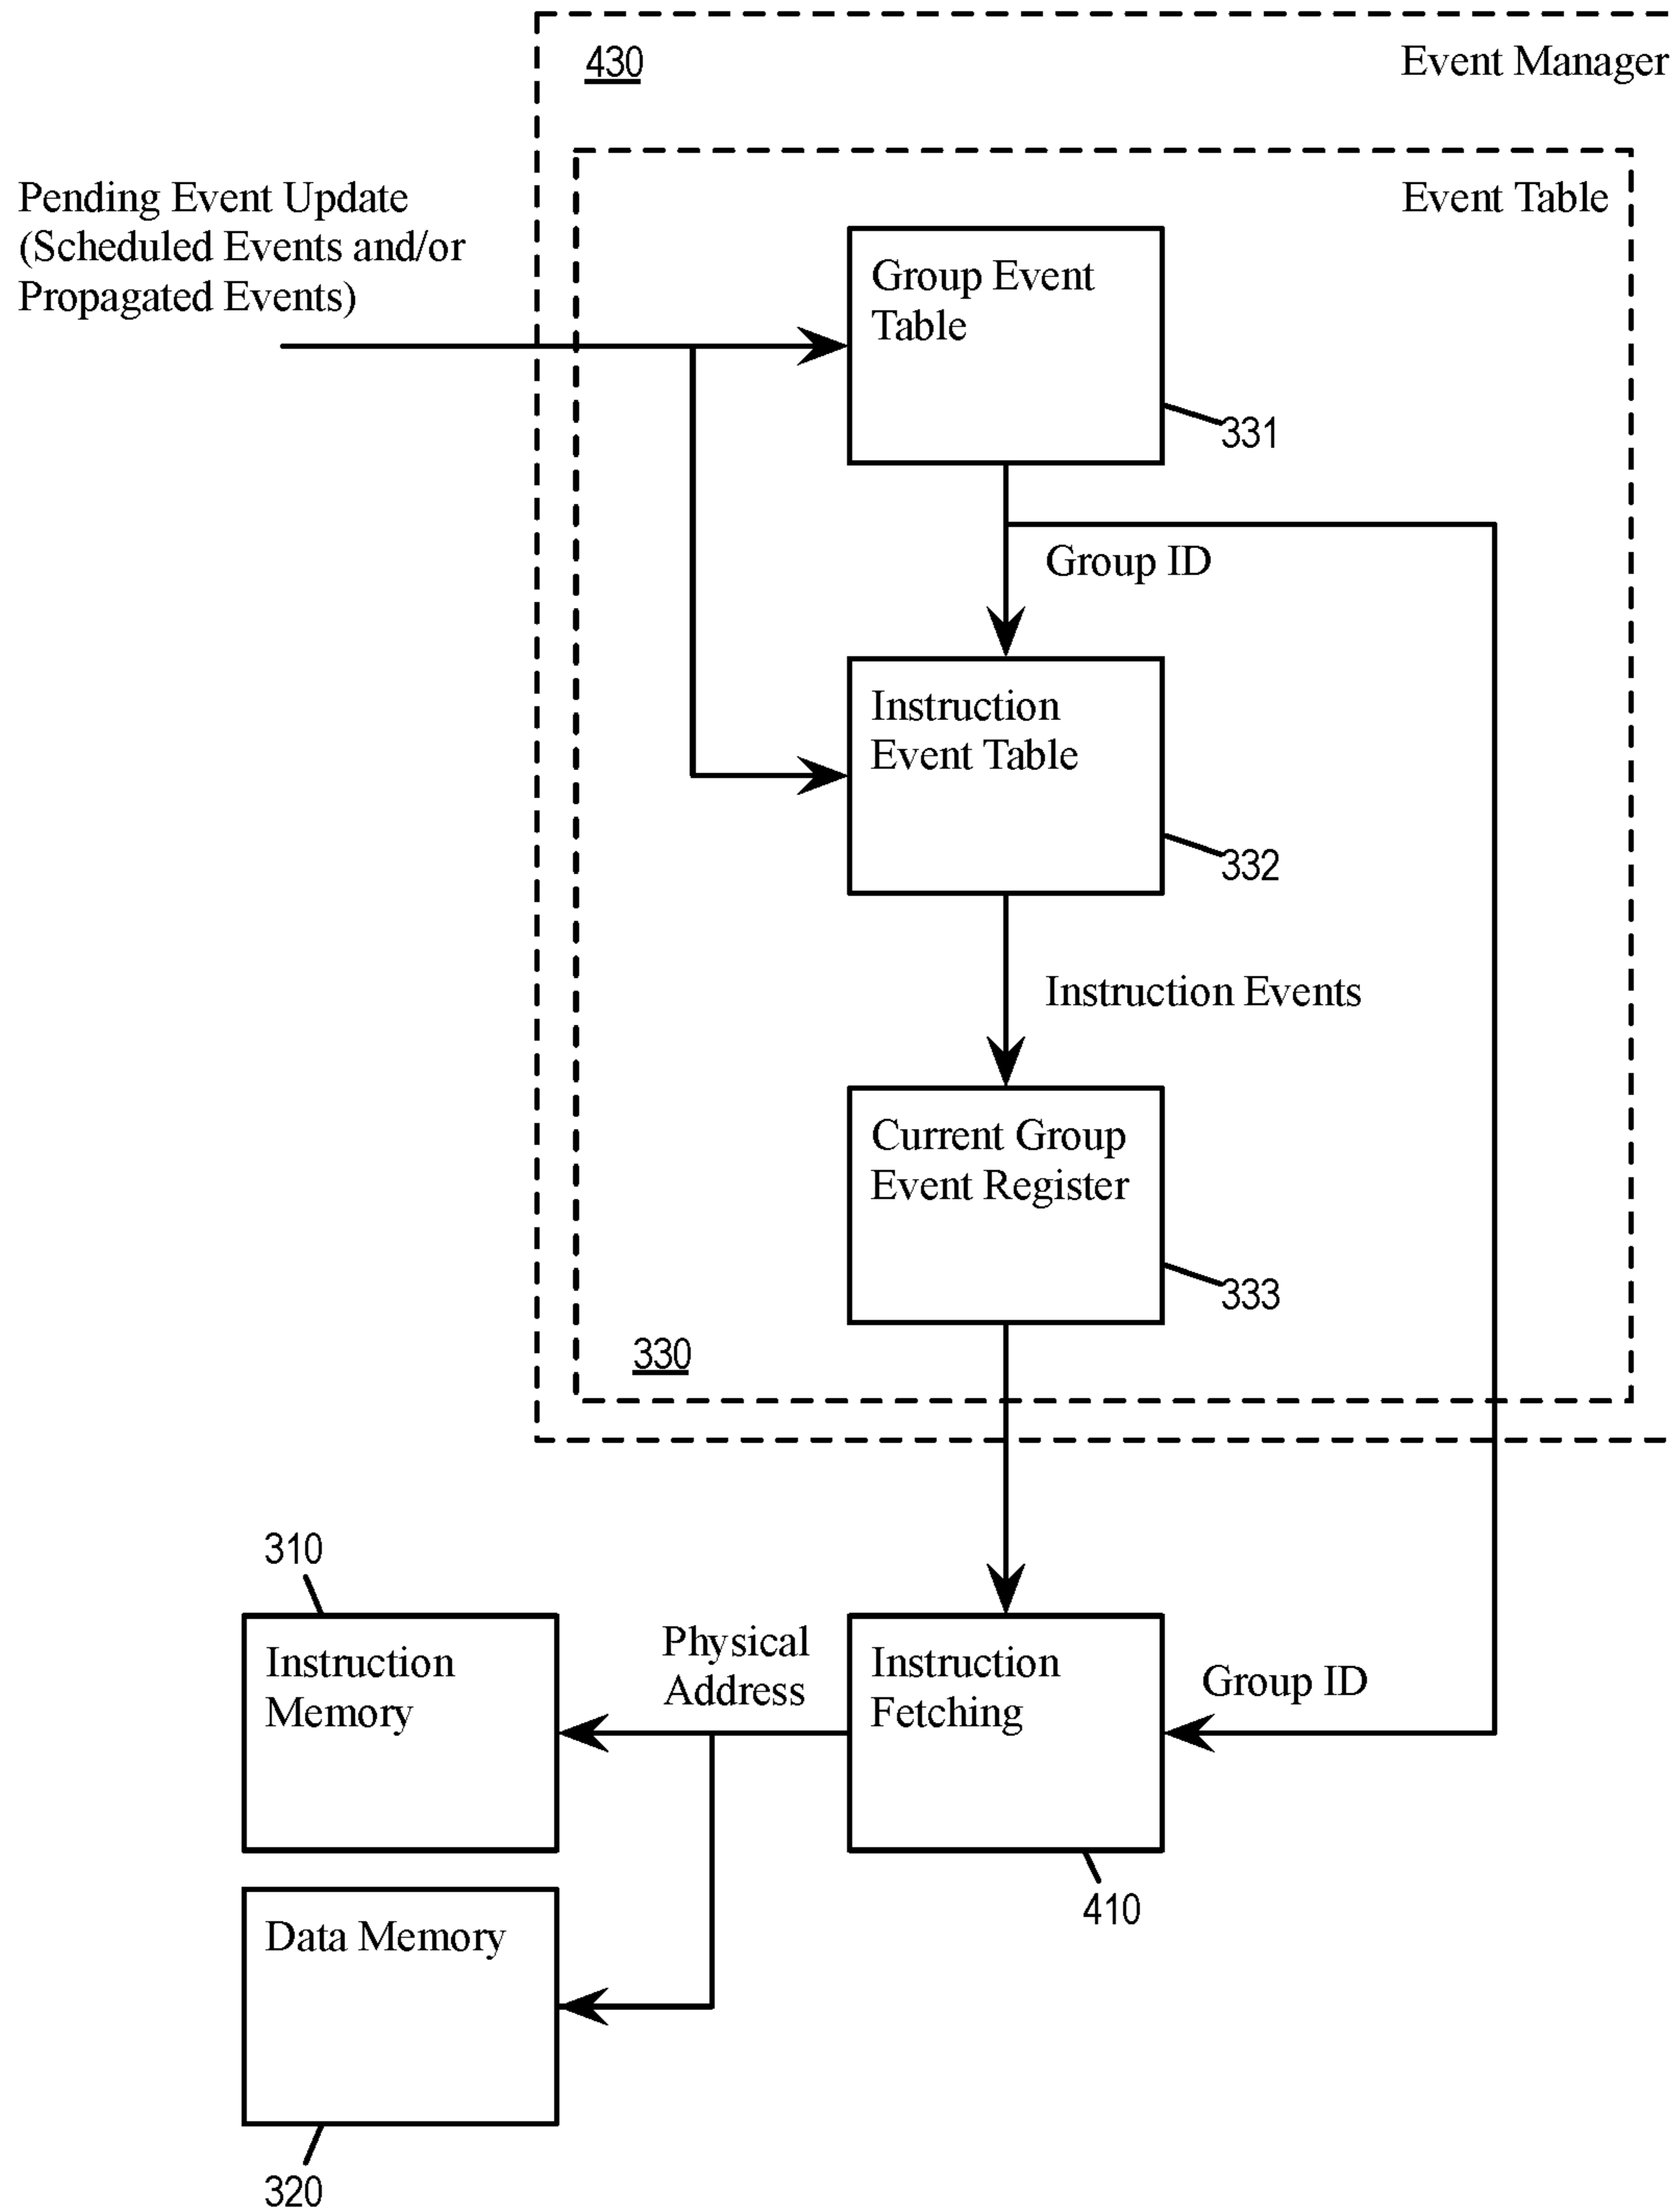 430
Event Manager
Event Table
Pending Event Update
(Scheduled Events and/or
Propagated Events)
Group Event
Table
331
Group ID
Instruction
Event Table
332
Instruction Events
Current Group
Event Register
333
330
310
Instruction
Memory
Physical
Address
Instruction
Fetching
Group ID
410
Data Memory
320